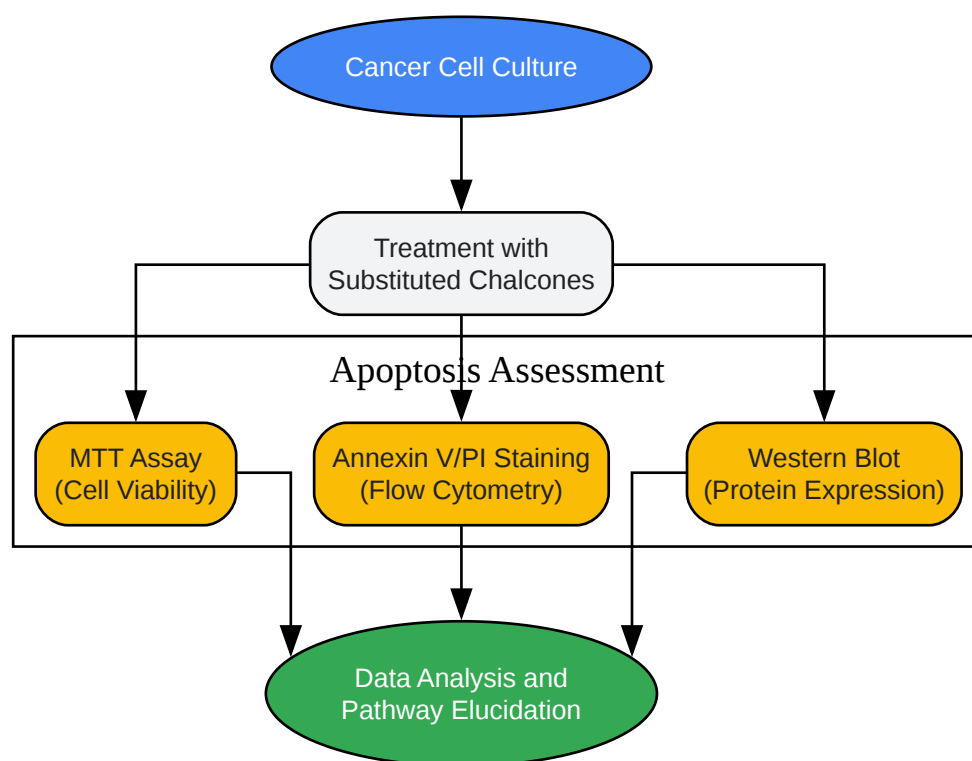 Cancer Cell Culture
Treatment with
Substituted Chalcones
Apoptosis Assessment
MTT Assay
(Cell Viability)
Annexin V/PI Staining
(Flow Cytometry)
Western Blot
(Protein Expression)
Data Analysis and
Pathway Elucidation